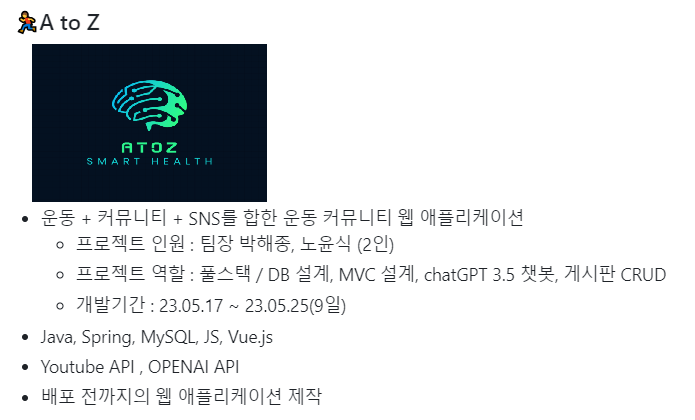 🏃A to Z
ATOZ
SMART HEALTH
운동 + 커뮤니티 + SNS를 합한 운동 커뮤니티 웹 애플리케이션
프로젝트 인원 : 팀장 박해종, 노윤식 (2인)
프로젝트 역할 : 풀스택 / DB 설계, MVC 설계, chatGPT 3.5 챗봇, 게시판 CRUD
개발기간 : 23.05.17 ~ 23.05.25(9일)
Java, Spring, MySQL, JS, Vue.js
Youtube API , OPENAI API
배포 전까지의 웹 애플리케이션 제작